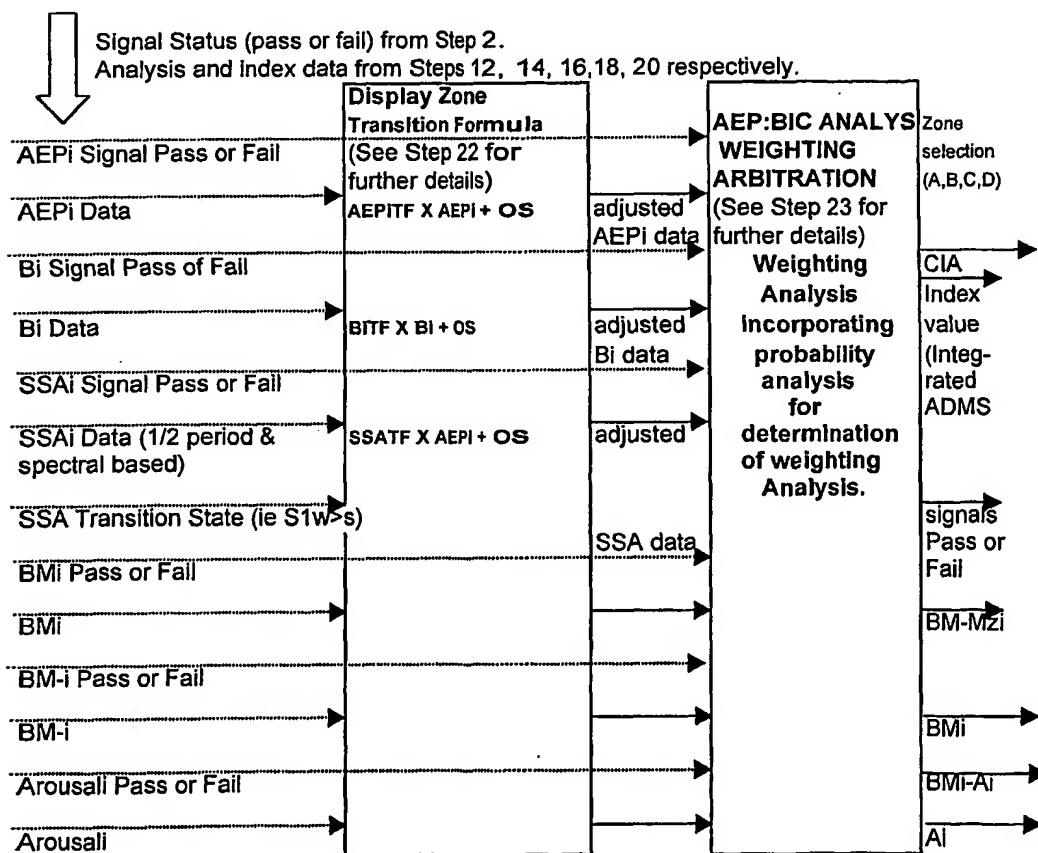 Signal Status (pass or fail) from Step 2.
Analysis and Index data from Steps 12, 14, 16,18, 20 respectively.
Display Zone
Transition Formula
(See Step 22 for
further details)
AEP:BIC ANALYS
WEIGHTING
ARBITRATION
(See Step 23 for
further details)
Weighting
Analysis
incorporating
probability
analysis
for
determination
of weighting
Analysis.
Zone
selection
(A,B,C,D)
AEPi Signal Pass or Fail
AEPi Data
AEPITF X AEPi + OS
adjusted
AEPi data
Bi Signal Pass of Fail
CIA
Index
value
(Integ-
rated
ADMS
Bi Data
BITF X Bi + OS
adjusted
Bi data
SSAi Signal Pass or Fail
SSAi Data (1/2 period &
spectral based)
SSATF X AEPI + OS
adjusted
SSA Transition State (ie S1w>s)
SSA data
signals
Pass or
Fail
BMi Pass or Fail
BMi
BM-Mzi
BM-i Pass or Fail
BM-i
BMi
Arousali Pass or Fail
BMi-Ai
Arousali
AI